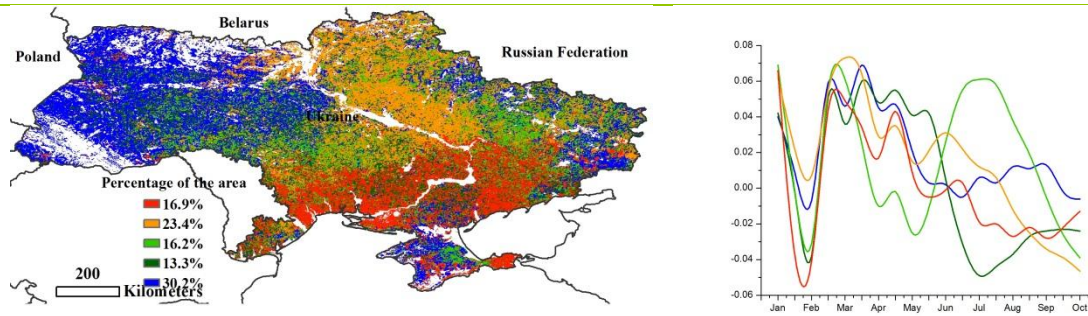 Belarus
Poland
Russian Federation
Ukraine
Percentage of the area
16.9%
23.4%
16.2%
13.3%
30.2%
200
Kilometers
0.08
0.06
0.04
0.02
0.00
-0.02
-0.04
-0.06
Jan Feb Mar Apr May Jun Jul Aug Sep Oct